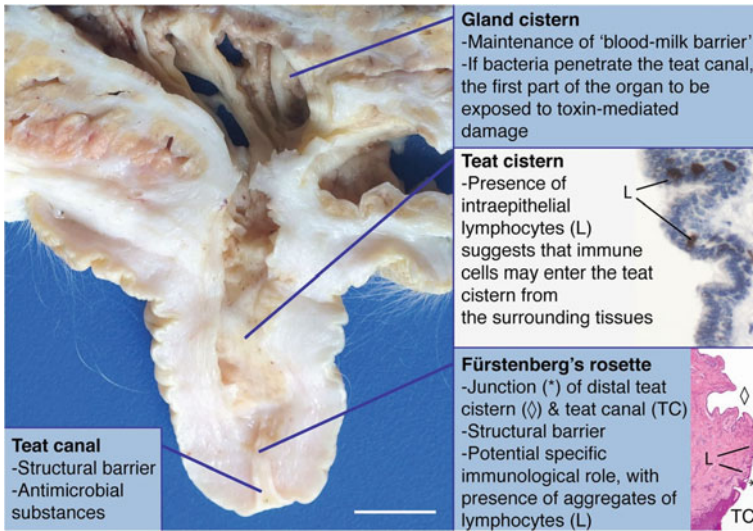 Gland cistern
-Maintenance of 'blood-milk barrier'
-If bacteria penetrate the teat canal,
the first part of the organ to be
exposed to toxin-mediated
damage
Teat cistern
-Presence of
intraepithelial
lymphocytes (L)
suggests that immune
cells may enter the teat
cistern from
the surrounding tissues
L
Fürstenberg's rosette
-Junction (*) of distal teat
cistern (◊) & teat canal (TC)
-Structural barrier
-Potential specific
immunological role, with
presence of aggregates of
lymphocytes (L)
◊
L
*
TC
Teat canal
-Structural barrier
-Antimicrobial
substances